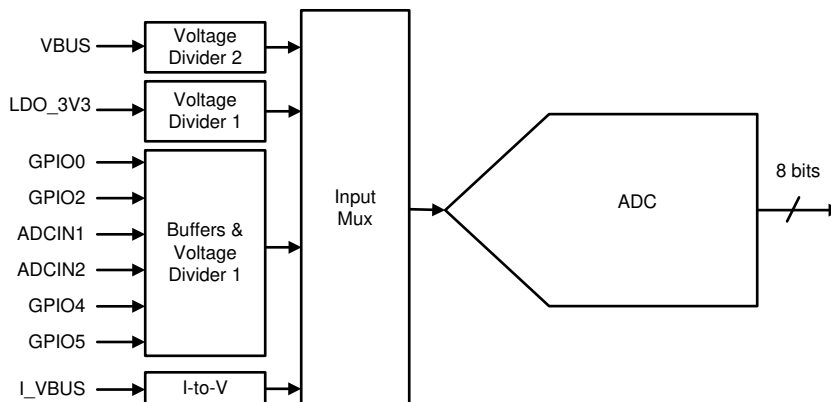 VBUS
Voltage
Divider 2
LDO_3V3
Voltage
Divider 1
GPIO0
GPIO2
ADCIN1
ADCIN2
GPIO4
GPIO5
Buffers &
Voltage
Divider 1
I_VBUS
I-to-V
Input
Mux
ADC
8 bits